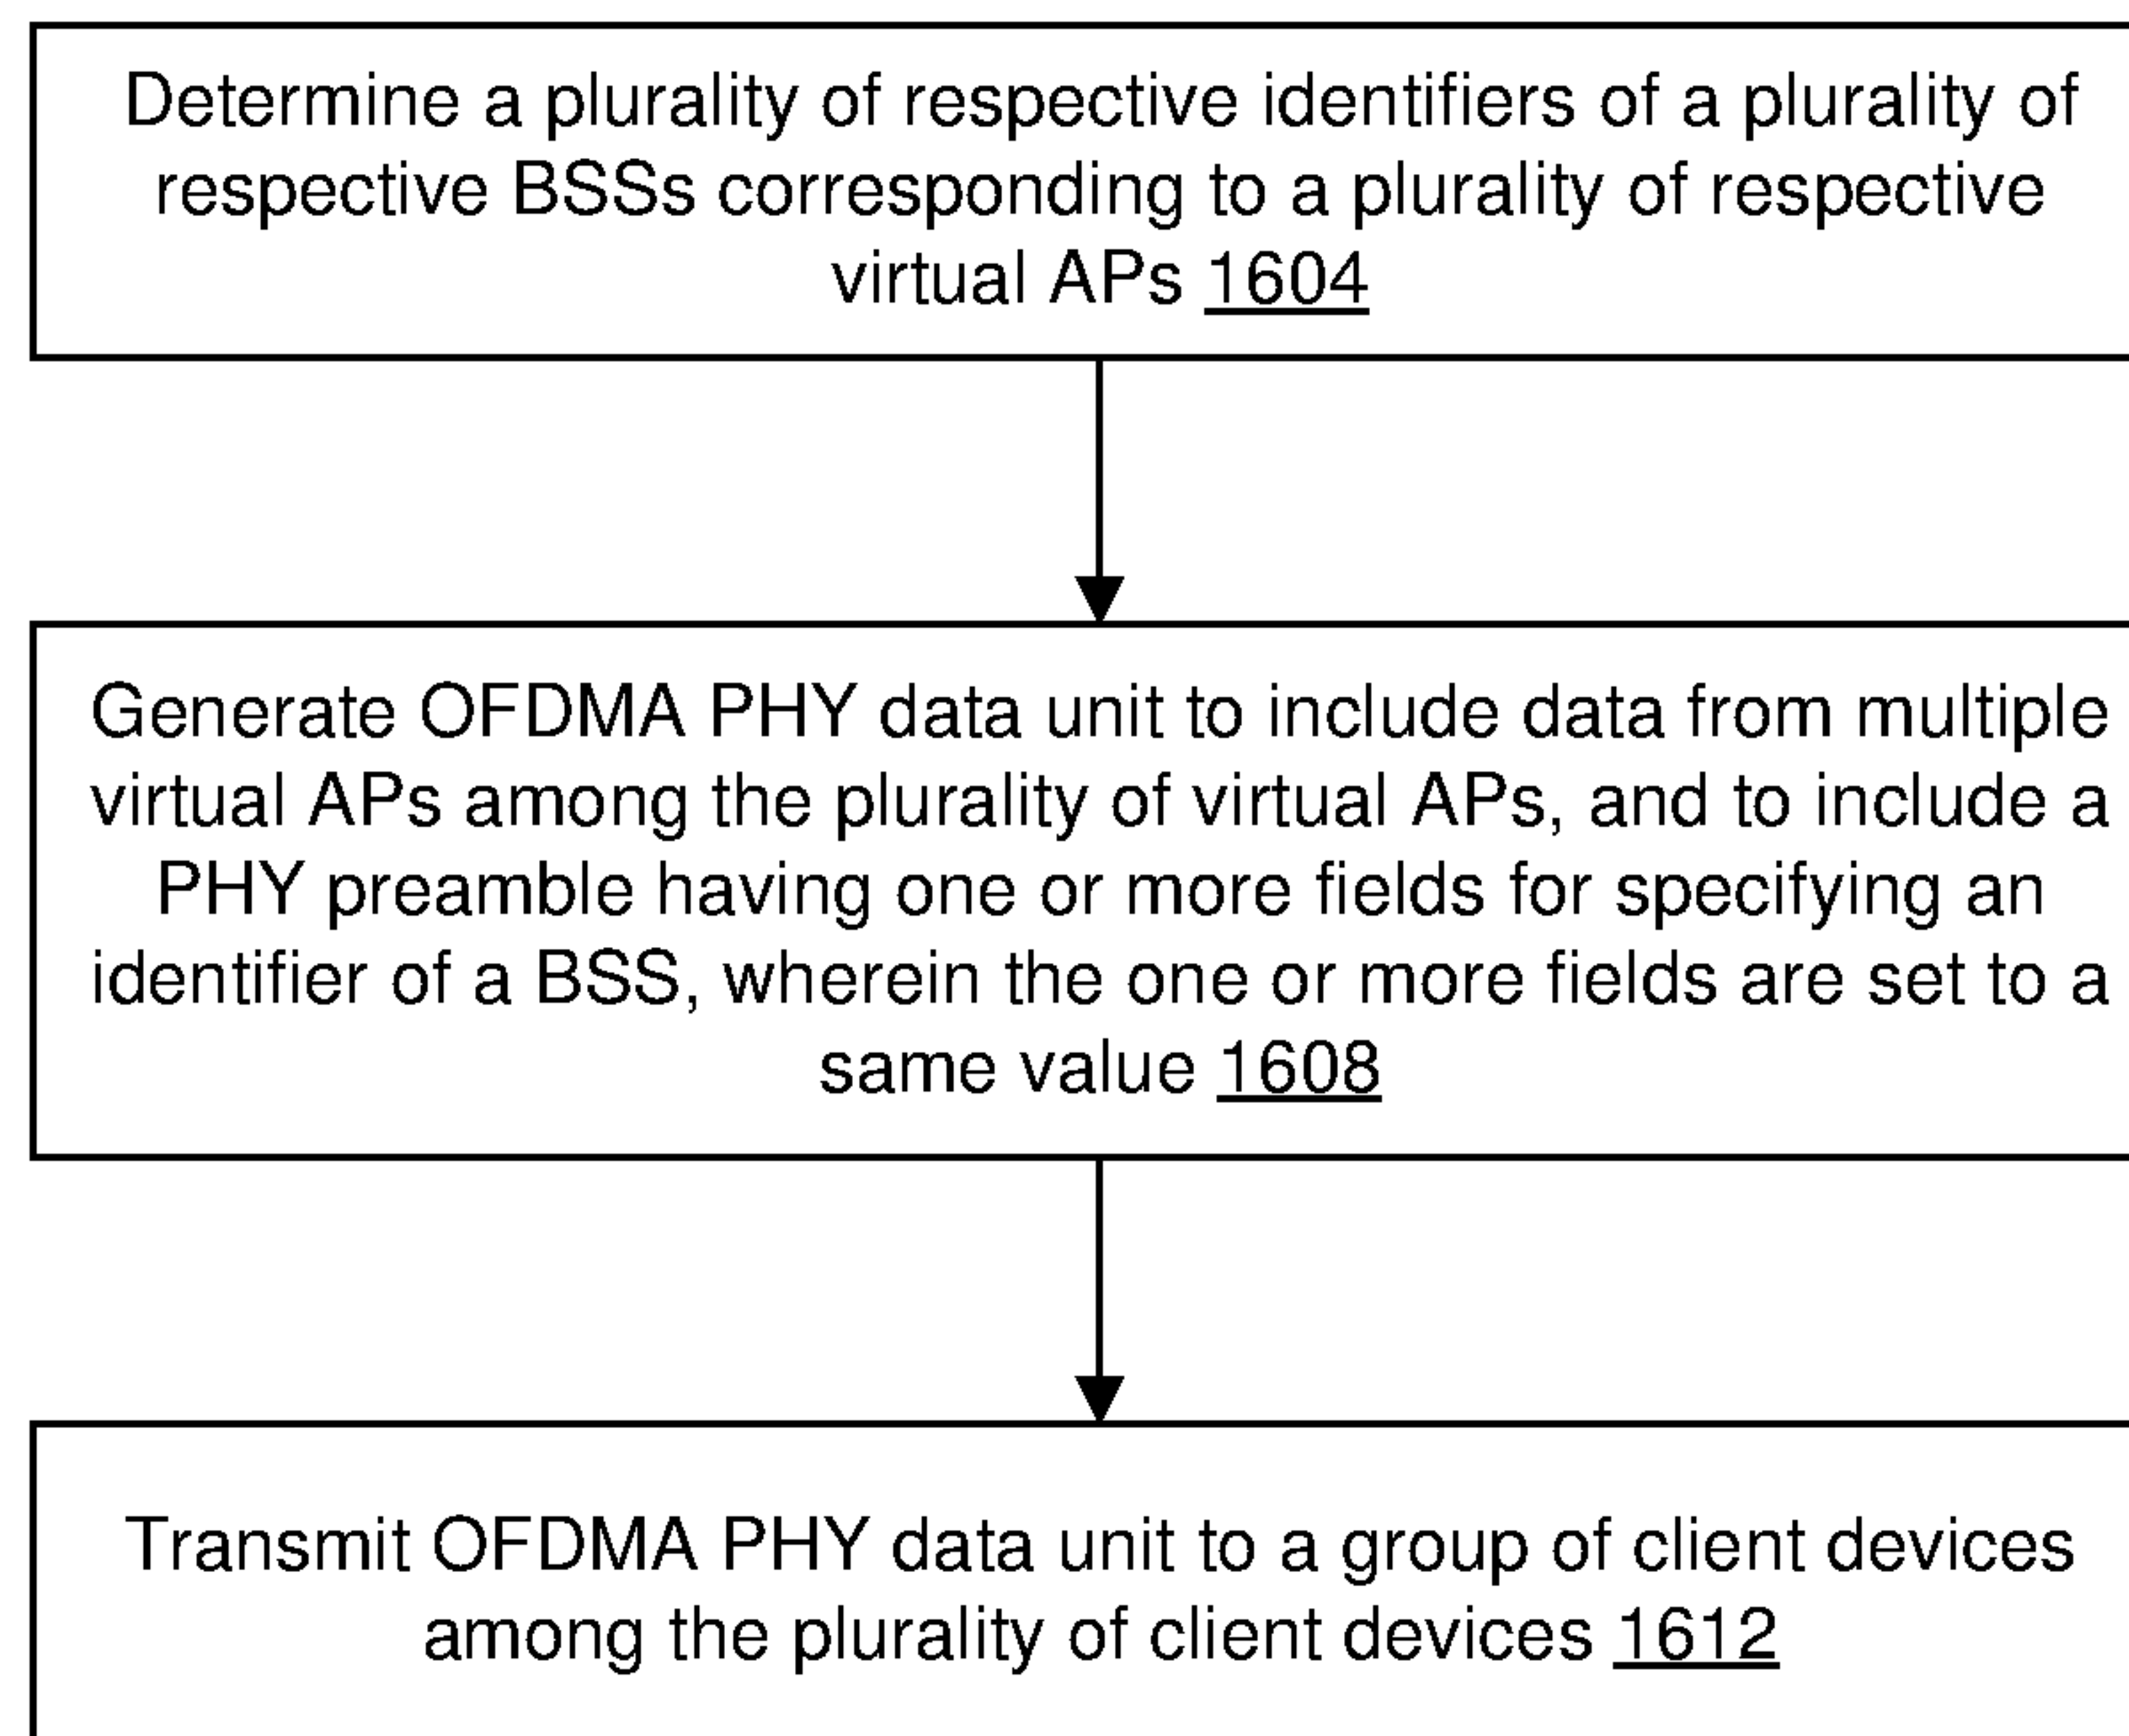 Determine a plurality of respective identifiers of a plurality of
respective BSSs corresponding to a plurality of respective
virtual APs 1604
Generate OFDMA PHY data unit to include data from multiple
virtual APs among the plurality of virtual APs, and to include a
PHY preamble having one or more fields for specifying an
identifier of a BSS, wherein the one or more fields are set to a
same value 1608
Transmit OFDMA PHY data unit to a group of client devices
among the plurality of client devices 1612